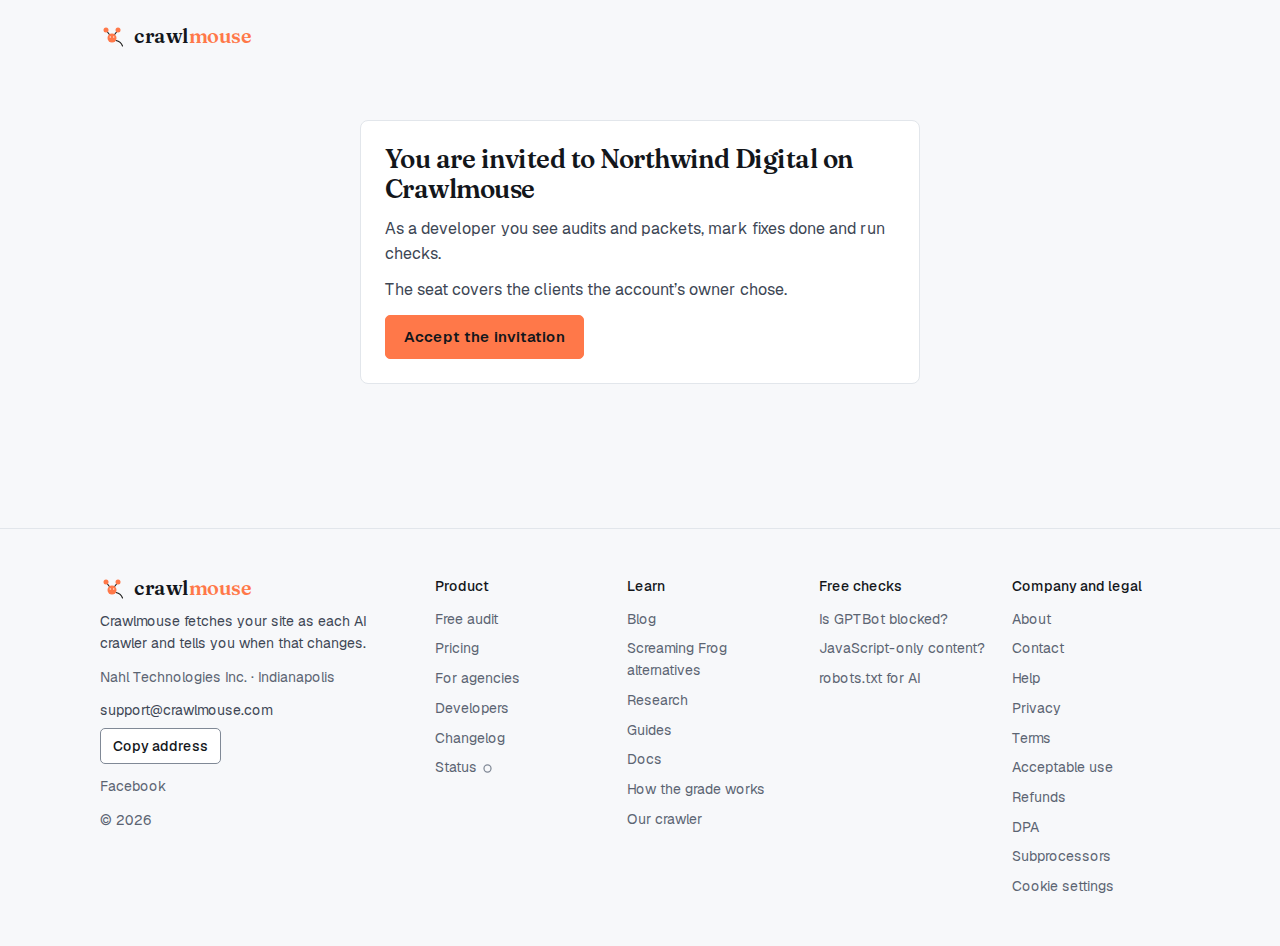 crawlmouse
You are invited to Northwind Digital on
Crawlmouse
As a developer you see audits and packets, mark fixes done and run
checks.
The seat covers the clients the account’s owner chose.
Accept the invitation
crawlmouse
Crawlmouse fetches your site as each AI
crawler and tells you when that changes.
Nahl Technologies Inc. · Indianapolis
support@crawlmouse.com
Copy address
Facebook
© 2026
Product
Free audit
Pricing
For agencies
Developers
Changelog
Status
Learn
Blog
Screaming Frog
alternatives
Research
Guides
Docs
How the grade works
Our crawler
Free checks
Is GPTBot blocked?
JavaScript-only content?
robots.txt for AI
Company and legal
About
Contact
Help
Privacy
Terms
Acceptable use
Refunds
DPA
Subprocessors
Cookie settings